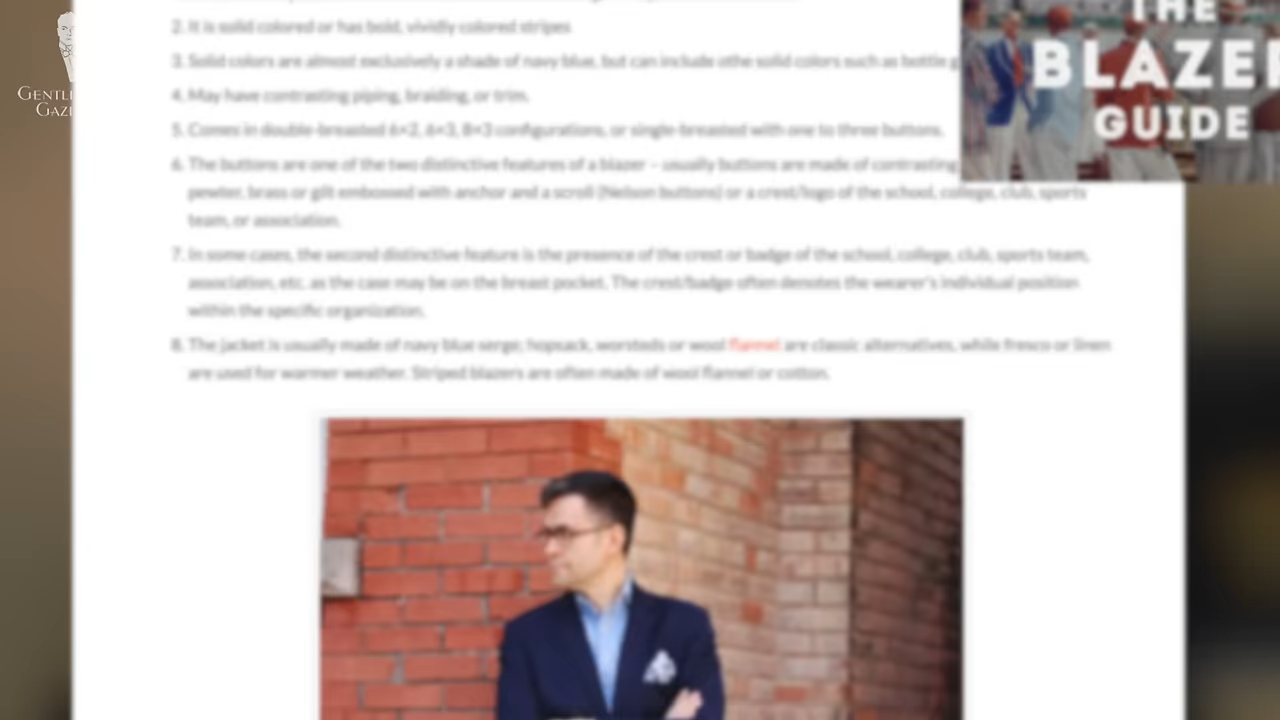 GENTLE
GAZE
THE
BLAZER
GUIDE
2. It is solid colored or has bold, vividly colored stripes
3. Solid colors are almost exclusively a shade of navy blue, but can include othe solid colors such as bottle g
4. May have contrasting piping, braiding, or trim.
5. Comes in double-breasted 6×2, 6×3, 8×3 configurations, or single-breasted with one to three buttons.
6. The buttons are one of the two distinctive features of a blazer – usually buttons are made of contrasting
pewter, brass or gilt embossed with anchor and a scroll (Nelson buttons) or a crest/logo of the school, college, club, sports
team, or association.
7. In some cases, the second distinctive feature is the presence of the crest or badge of the school, college, club, sports team,
association, etc. as the case may be on the breast pocket. The crest/badge often denotes the wearer's individual position
within the specific organization.
8. The jacket is usually made of navy blue serge; hopsack, worsteds or wool flannel are classic alternatives, while fresco or linen
are used for warmer weather. Striped blazers are often made of wool flannel or cotton.